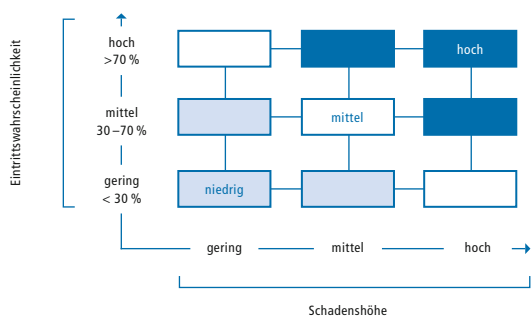 Eintrittswahrscheinlichkeit
hoch
>70 %
hoch
mittel
30–70 %
mittel
gering
< 30 %
niedrig
gering
mittel
hoch
Schadenshöhe